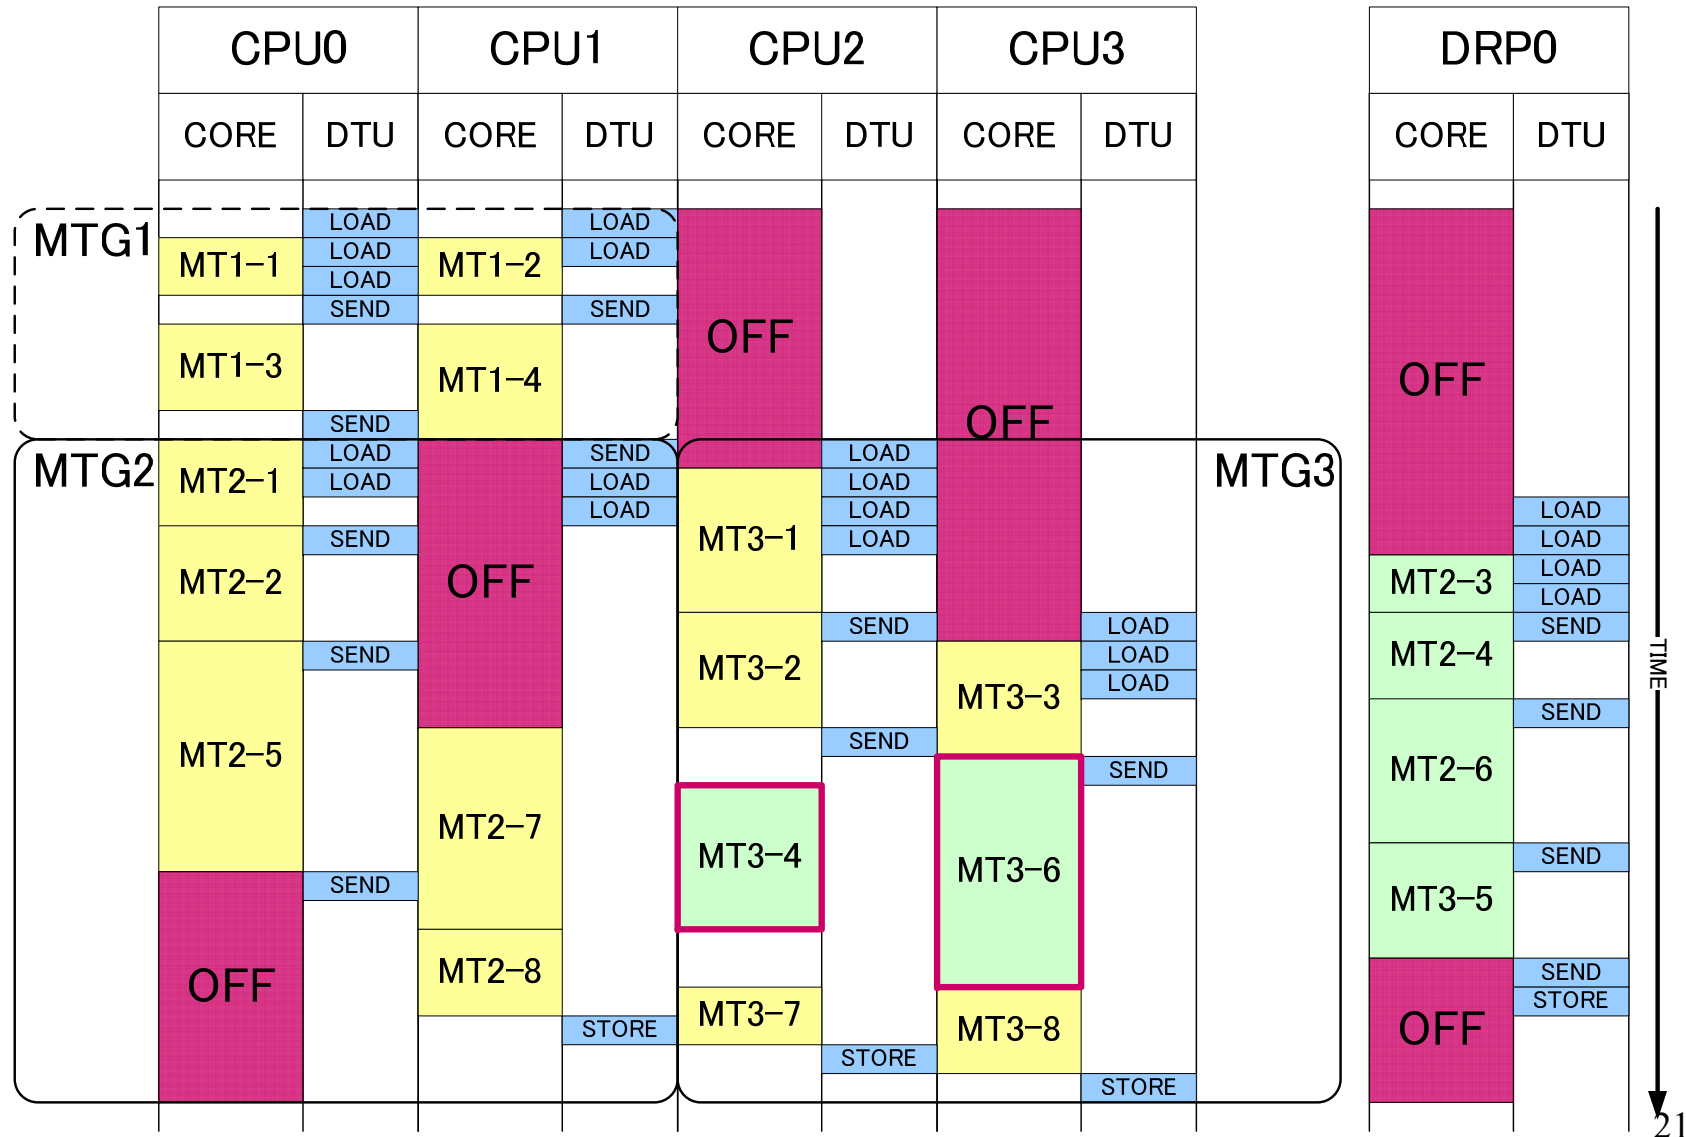 CPU0 CPU1 CPU2 CPU3 DRP0
CORE DTU CORE DTU CORE DTU CORE DTU CORE DTU
LOAD LOAD
MTG1
LOAD LOAD
MT1-1 MT1-2
LOAD
SEND SEND
OFF
MT1-3 MT1-4 OFF
SEND OFF
LOAD SEND LOAD
MTG2 MT2-1 MTG3
LOAD LOAD LOAD
LOAD LOAD LOAD
SEND MT3-1 LOAD LOAD
MT2-2 OFF MT2-3 LOAD
LOAD
SEND LOAD SEND
SEND MT3-2 LOAD MT2-4 TIME
LOAD
MT3-3
SEND
SEND
MT2-5 SEND MT2-6
MT2-7
MT3-4 MT3-6 SEND
SEND MT3-5
MT2-8 SEND
OFF STORE
MT3-7
STORE MT3-8 OFF
STORE
STORE
21